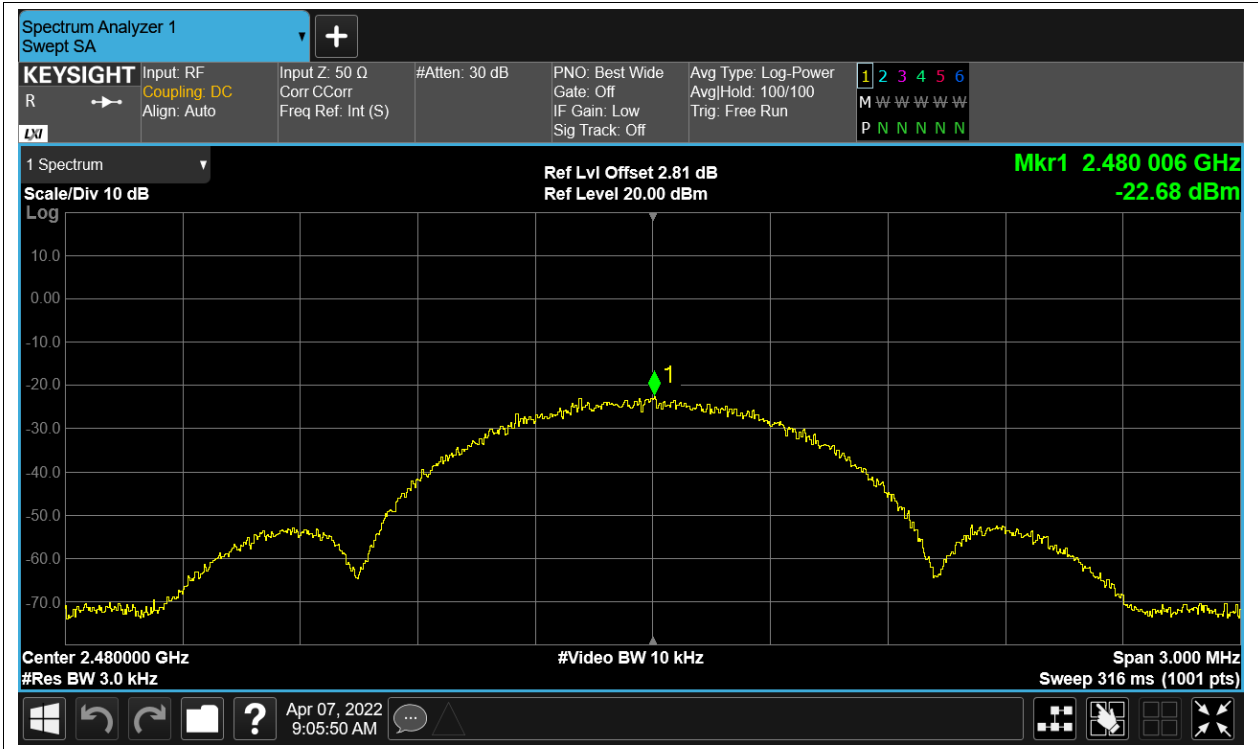 Spectrum Analyzer 1
Swept SA
KEYSIGHT
R
LXI
Input: RF
Coupling: DC
Align: Auto
Input Z: 50 Ω
Corr CCorr
Freq Ref: Int (S)
#Atten: 30 dB
PNO: Best Wide
Gate: Off
IF Gain: Low
Sig Track: Off
Avg Type: Log-Power
Avg|Hold: 100/100
Trig: Free Run
1 2 3 4 5 6
M W W W W W W
P N N N N N N
1 Spectrum
Scale/Div 10 dB
Log
Ref Lvl Offset 2.81 dB
Ref Level 20.00 dBm
Mkr1 2.480 006 GHz
-22.68 dBm
10.0
0.00
-10.0
-20.0
-30.0
-40.0
-50.0
-60.0
-70.0
1
Center 2.480000 GHz
#Res BW 3.0 kHz
#Video BW 10 kHz
Span 3.000 MHz
Sweep 316 ms (1001 pts)
?
Apr 07, 2022
9:05:50 AM